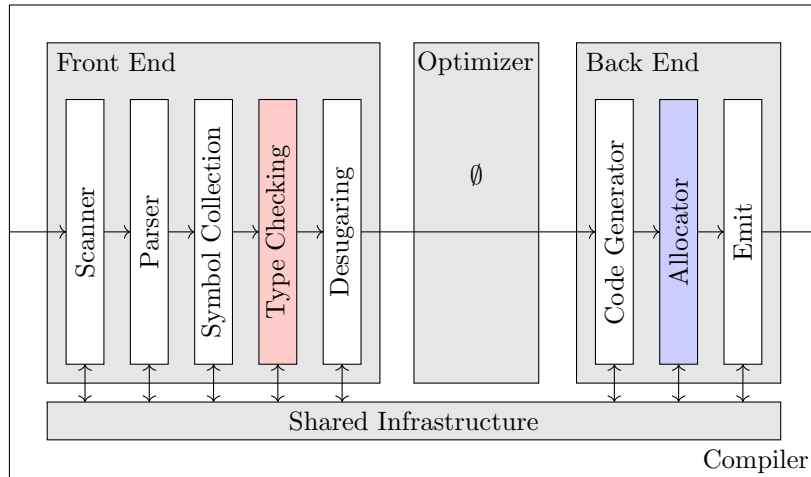 Front End
Scanner
Parser
Symbol Collection
Type Checking
Desugaring
Optimizer
∅
Back End
Code Generator
Allocator
Emit
Shared Infrastructure
Compiler